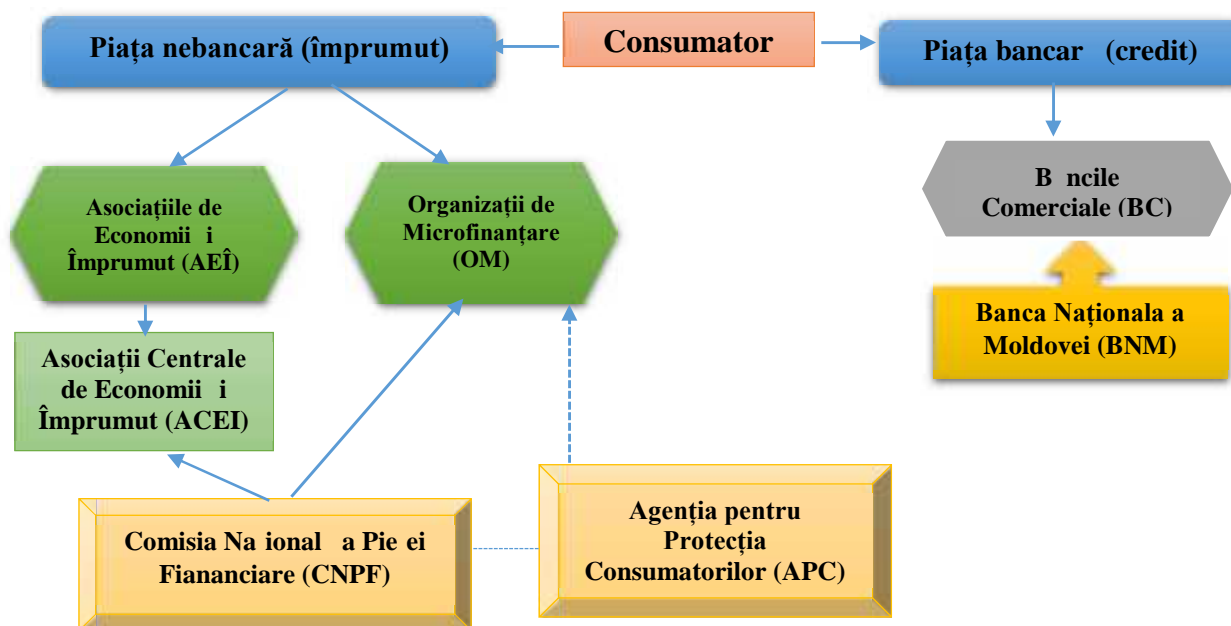 Piața nebancară (împrumut)
Consumator
Piața bancar (credit)
Asociațiile de
Economii i
Împrumut (AEÎ)
Organizații de
Microfinanțare
(OM)
B ncile
Comerciale (BC)
Banca Naționala a
Moldovei (BNM)
Asociații Centrale
de Economii i
Împrumut (ACEI)
Comisia Na ional a Pie ei
Fiananciare (CNPF)
Agenția pentru
Protecția
Consumatorilor (APC)